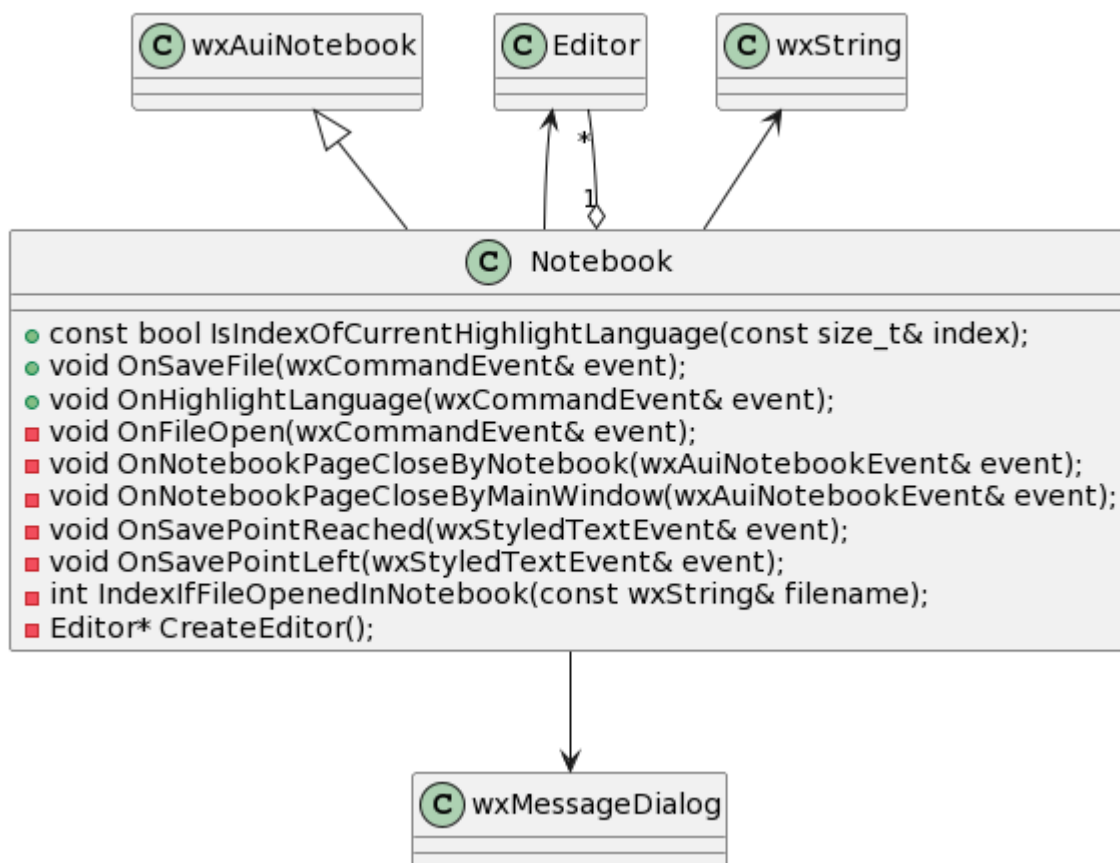 C wxAuiNotebook
C Editor
C wxString
*
1
C Notebook
const bool IsIndexOfCurrentHighlightLanguage(const size_t& index);
void OnSaveFile(wxCommandEvent& event);
void OnHighlightLanguage(wxCommandEvent& event);
void OnFileOpen(wxCommandEvent& event);
void OnNotebookPageCloseByNotebook(wxAuiNotebookEvent& event);
void OnNotebookPageCloseByMainWindow(wxAuiNotebookEvent& event);
void OnSavePointReached(wxStyledTextEvent& event);
void OnSavePointLeft(wxStyledTextEvent& event);
int IndexIfFileOpenedInNotebook(const wxString& filename);
Editor* CreateEditor();
C wxMessageDialog